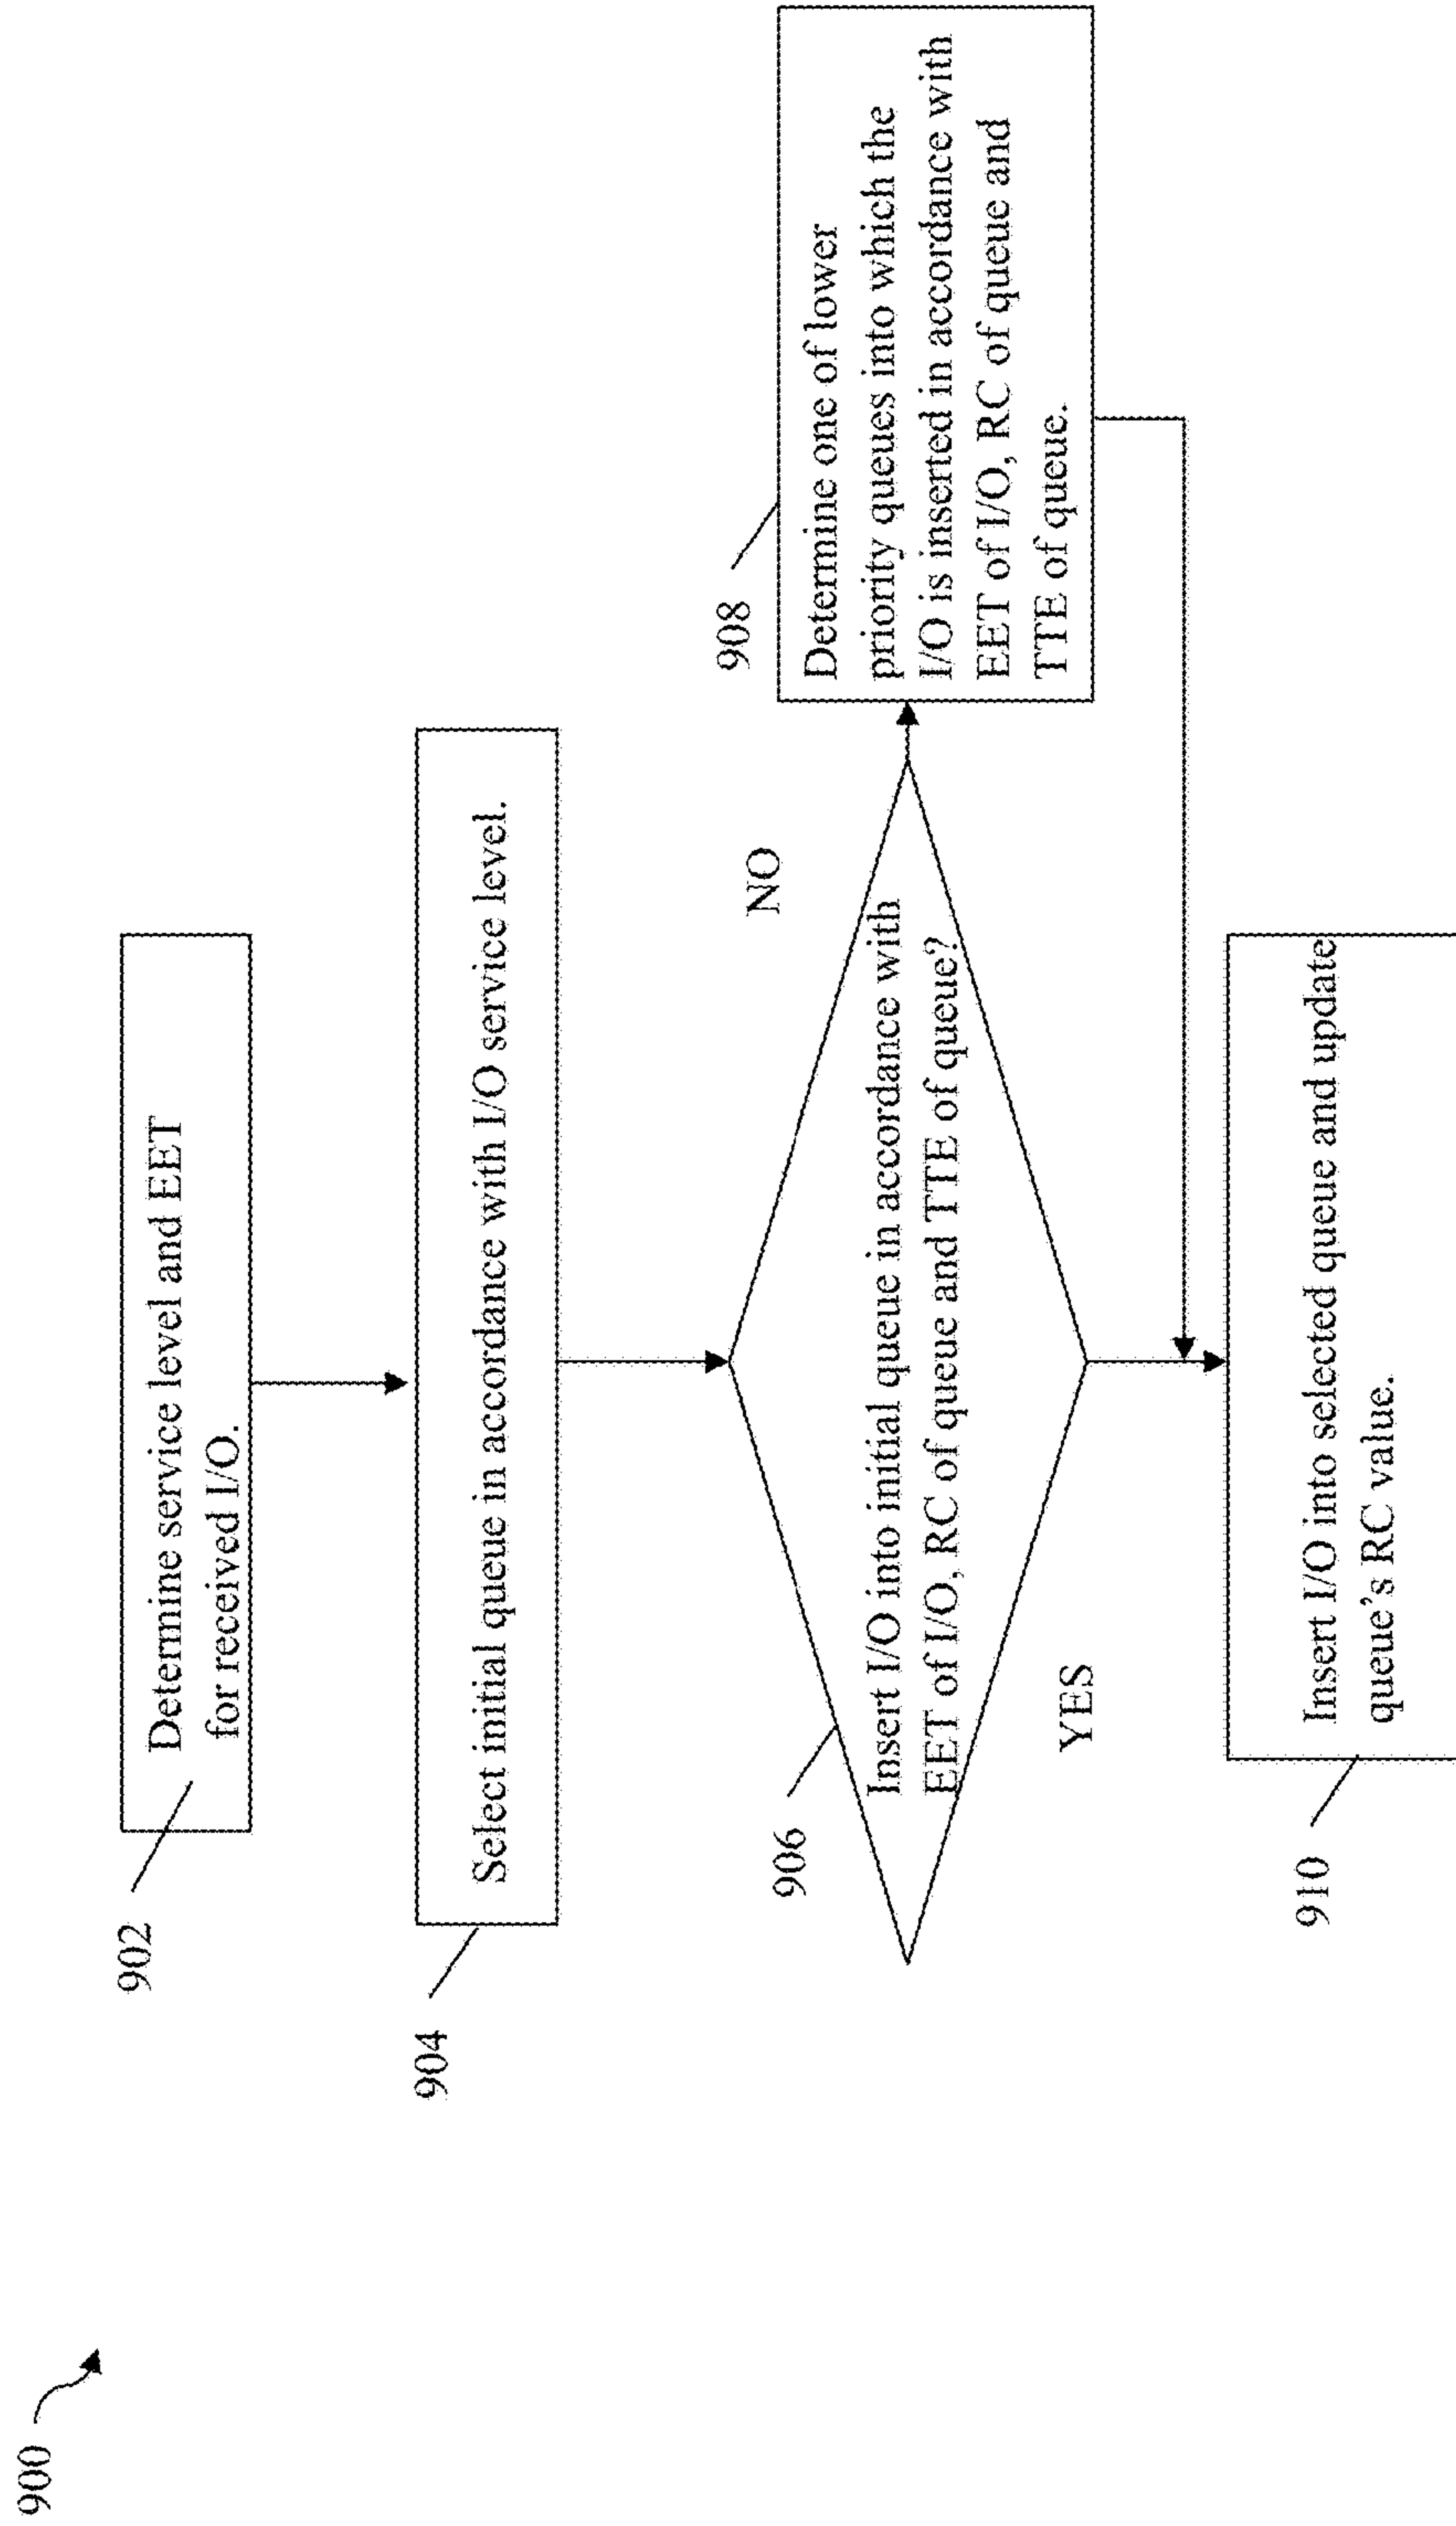 900
902
Determine service level and EET
for received I/O.
904
Select initial queue in accordance with I/O service level.
906
Insert I/O into initial queue in accordance with
EET of I/O, RC of queue and TTE of queue?
NO
YES
908
Determine one of lower
priority queues into which the
I/O is inserted in accordance with
EET of I/O, RC of queue and
TTE of queue.
910
Insert I/O into selected queue and update
queue’s RC value.